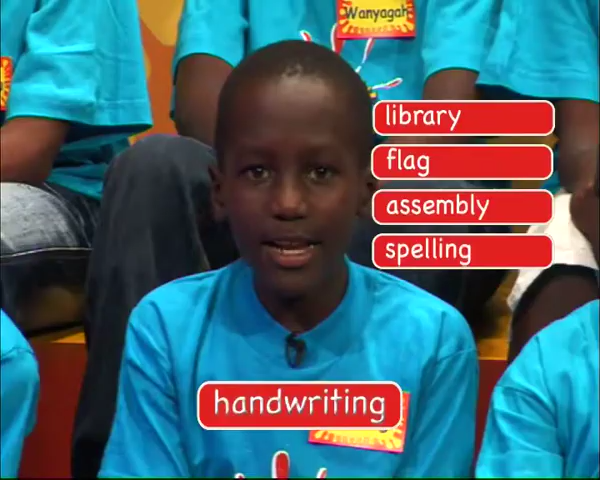 Wanyagah
library
flag
assembly
spelling
handwriting